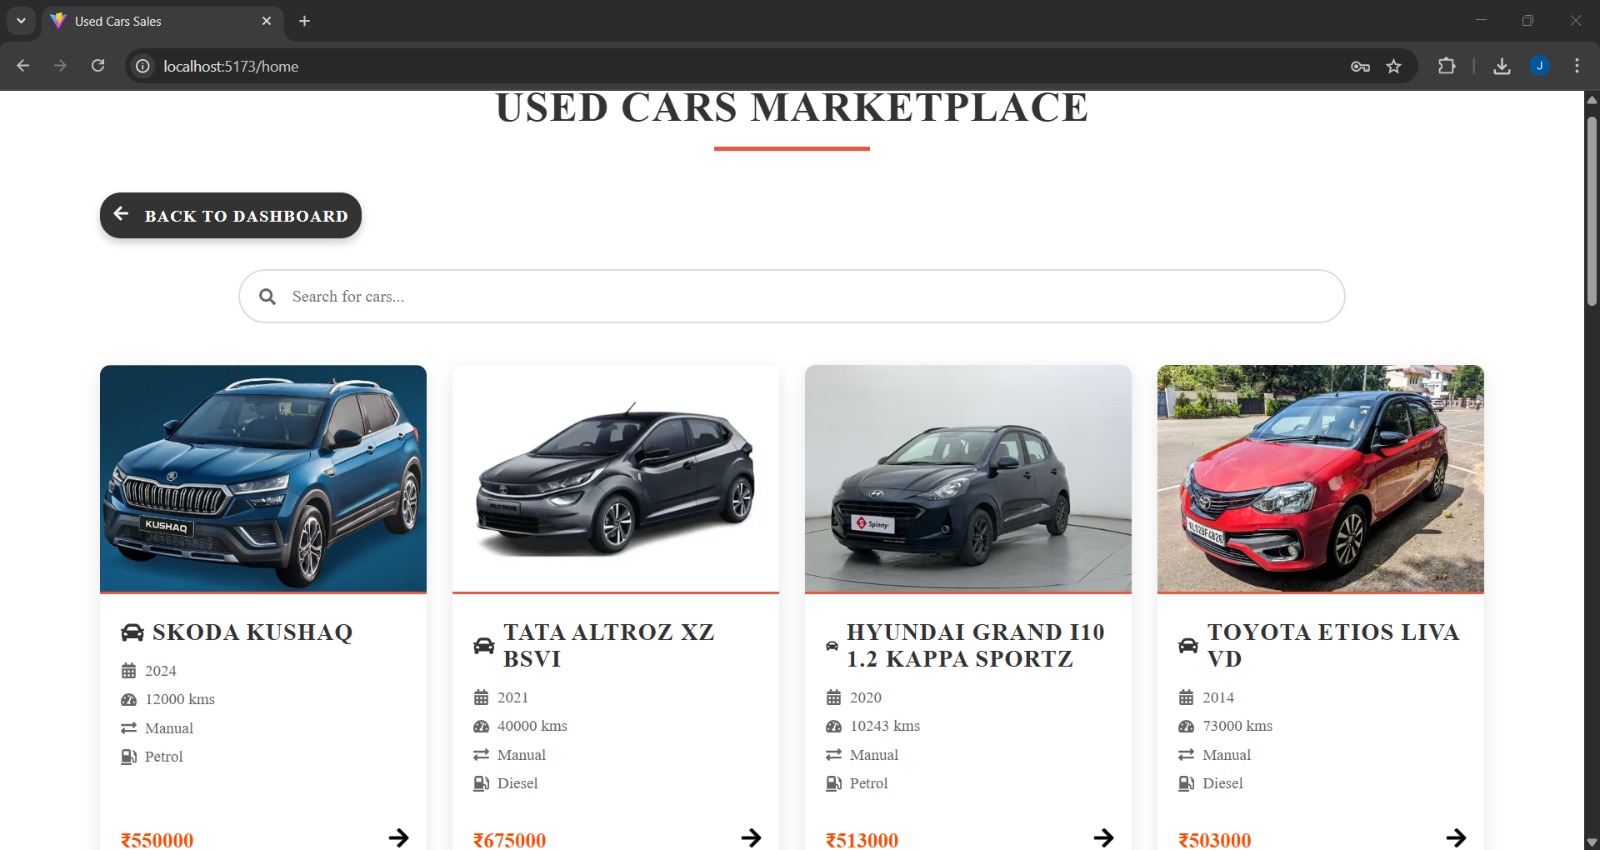 Used Cars Sales
localhost:5173/home
J
USED CARS MARKETPLACE
BACK TO DASHBOARD
Search for cars...
KUSHAQ
ALTROZ
S Spinny
KL02BF4826
SKODA KUSHAQ
2024
12000 kms
Manual
Petrol
₹550000
TATA ALTROZ XZ
BSVI
2021
40000 kms
Manual
Diesel
₹675000
HYUNDAI GRAND I10
1.2 KAPPA SPORTZ
2020
10243 kms
Manual
Petrol
₹513000
TOYOTA ETIOS LIVA
VD
2014
73000 kms
Manual
Diesel
₹503000